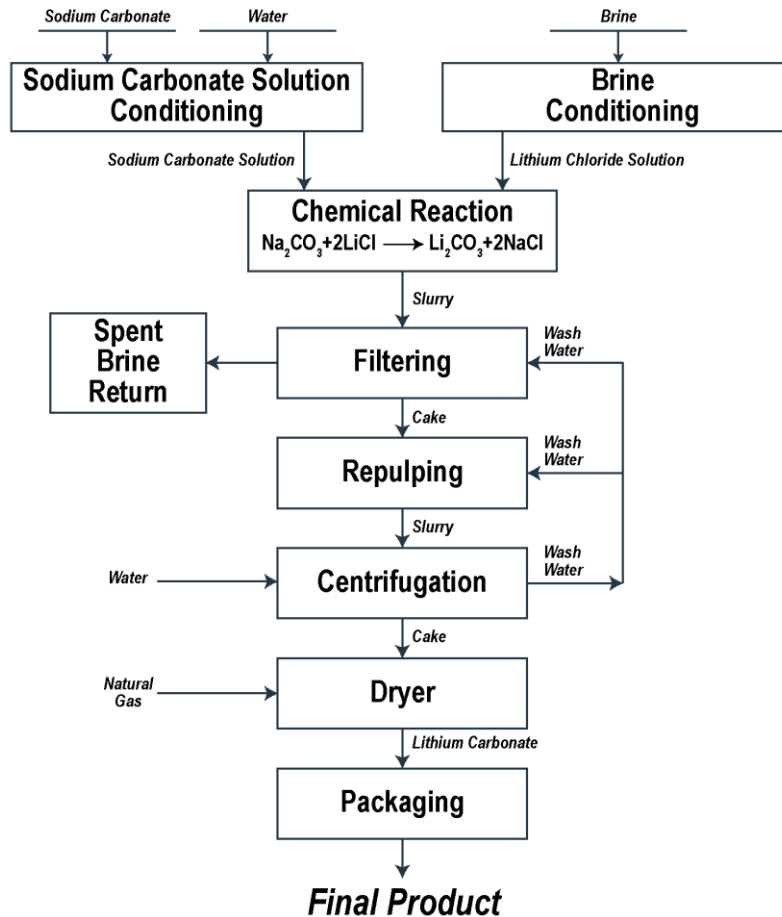 Sodium Carbonate
Water
Brine
Sodium Carbonate Solution
Conditioning
Brine
Conditioning
Sodium Carbonate Solution
Lithium Chloride Solution
Chemical Reaction
Na₂CO₃+2LiCl ⟶ Li₂CO₃+2NaCl
Slurry
Spent
Brine
Return
Filtering
Wash
Water
Cake
Repulping
Wash
Water
Slurry
Water
Centrifugation
Wash
Water
Cake
Natural
Gas
Dryer
Lithium Carbonate
Packaging
Final Product